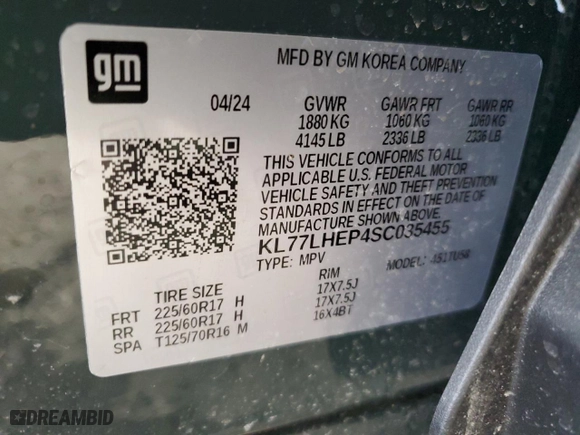 gm
MFD BY GM KOREA COMPANY
04/24 GVWR GAWR FRT GAWR RR
1880 KG 1060 KG 1060 KG
4145 LB 2336 LB 2336 LB
THIS VEHICLE CONFORMS TO ALL
APPLICABLE U.S. FEDERAL MOTOR
VEHICLE SAFETY AND THEFT PREVENTION
STANDARDS IN EFFECT ON THE DATE OF
MANUFACTURE SHOWN ABOVE.
KL77LHEP4SC035455
TYPE: MPV MODEL:
TIRE SIZE RIM
FRT 225/60R17 H 17X7.5J
RR 225/60R17 H 17X7.5J
SPA T125/70R16 M 16X4BT
DREAMBID